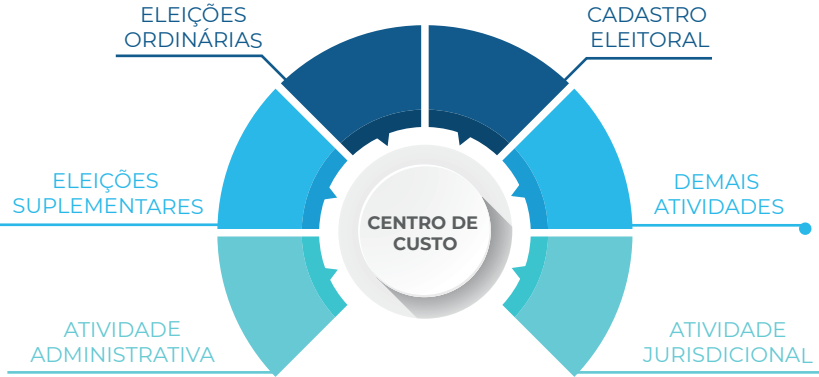 ELEIÇÕES
ORDINÁRIAS
CADASTRO
ELEITORAL
ELEIÇÕES
SUPLEMENTARES
DEMAIS
ATIVIDADES
CENTRO DE
CUSTO
ATIVIDADE
ADMINISTRATIVA
ATIVIDADE
JURISDICIONAL